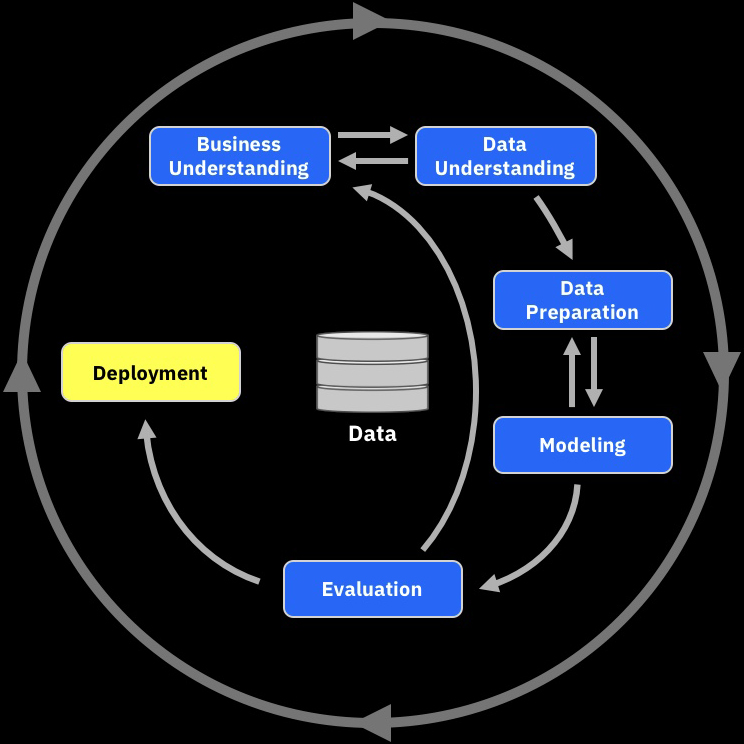 Business
Understanding
Data
Understanding
Data
Preparation
Deployment
Data
Modeling
Evaluation